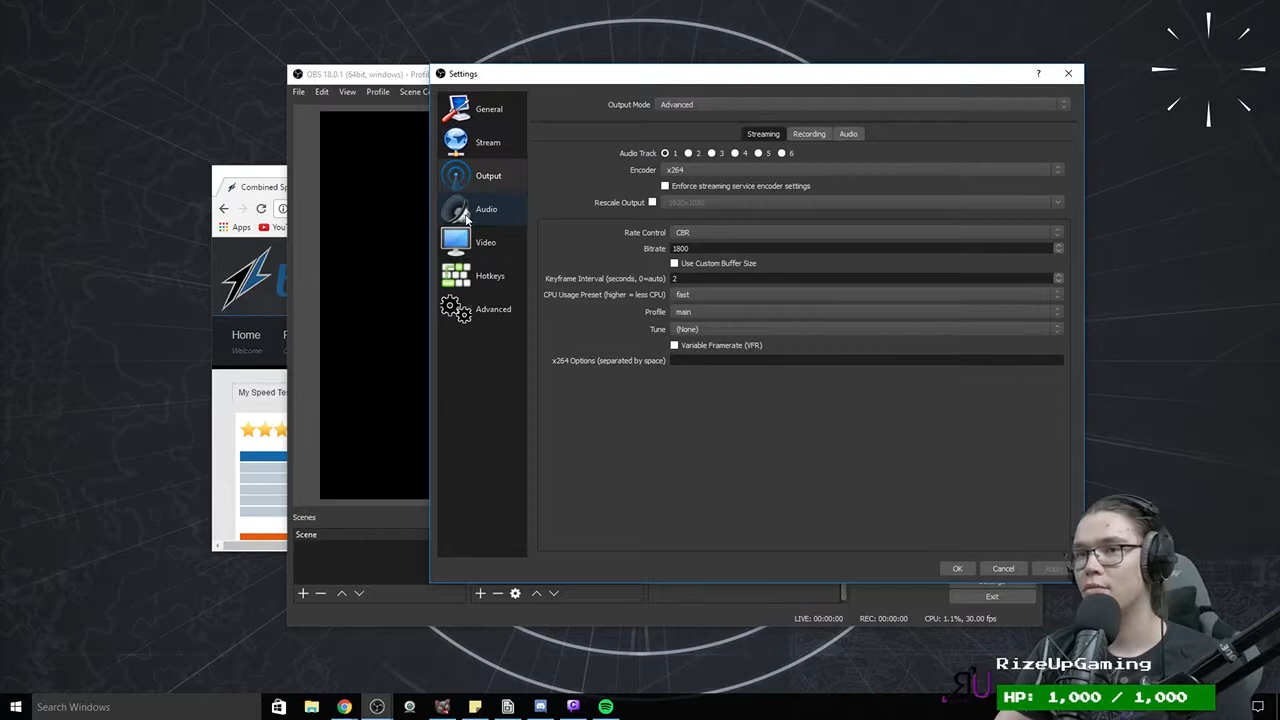 OBS 18.0.1 (64bit, windows) - Profil
Settings
File Edit View Profile Scene C
General
Stream
Output
Audio
Video
Hotkeys
Advanced
Output Mode Advanced
Streaming Recording Audio
Audio Track 1 2 3 4 5 6
Encoder x264
Enforce streaming service encoder settings
Rescale Output
Rate Control CBR
Bitrate 1800
Use Custom Buffer Size
Keyframe Interval (seconds, 0=auto) 2
CPU Usage Preset (higher = less CPU) fast
Profile main
Tune (None)
Variable Framerate (VFR)
x264 Options (separated by space)
OK Cancel Apply
Combined Sp
Apps You
Home
Welcome
My Speed Te
Scenes
Scene
Exit
LIVE: 00:00:00 REC: 00:00:00 CPU: 1.1%, 30.00 fps
RizeUpGaming
HP: 1,000 / 1,000
RU
Search Windows